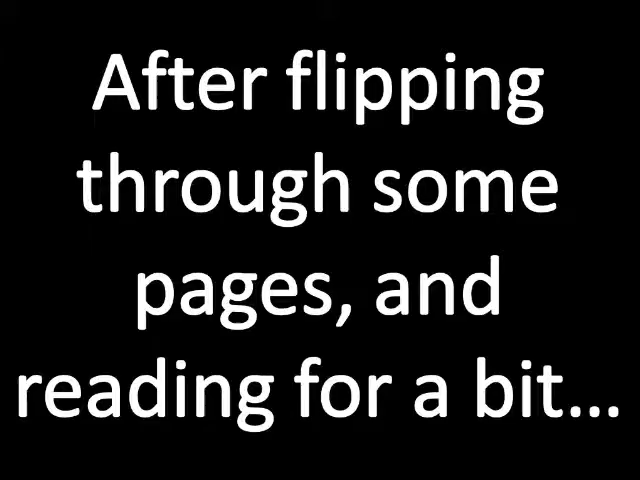 After flipping
through some
pages, and
reading for a bit...